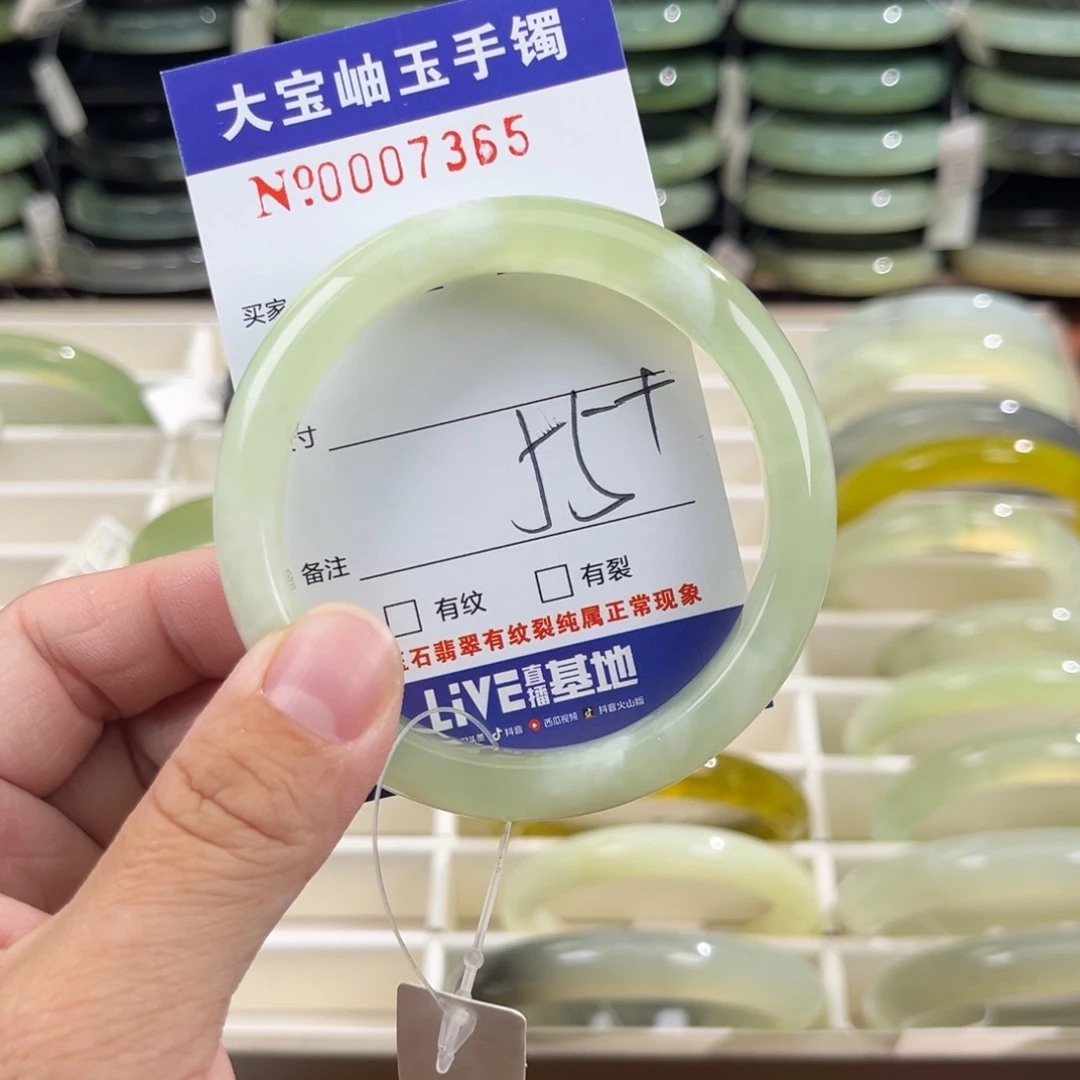 大宝岫玉手镯
№0007365
买家
寸
备注
有纹 有裂
玉石翡翠有纹裂纯属正常现象
LiVE直播基地
抖音 西瓜视频 抖音火山版